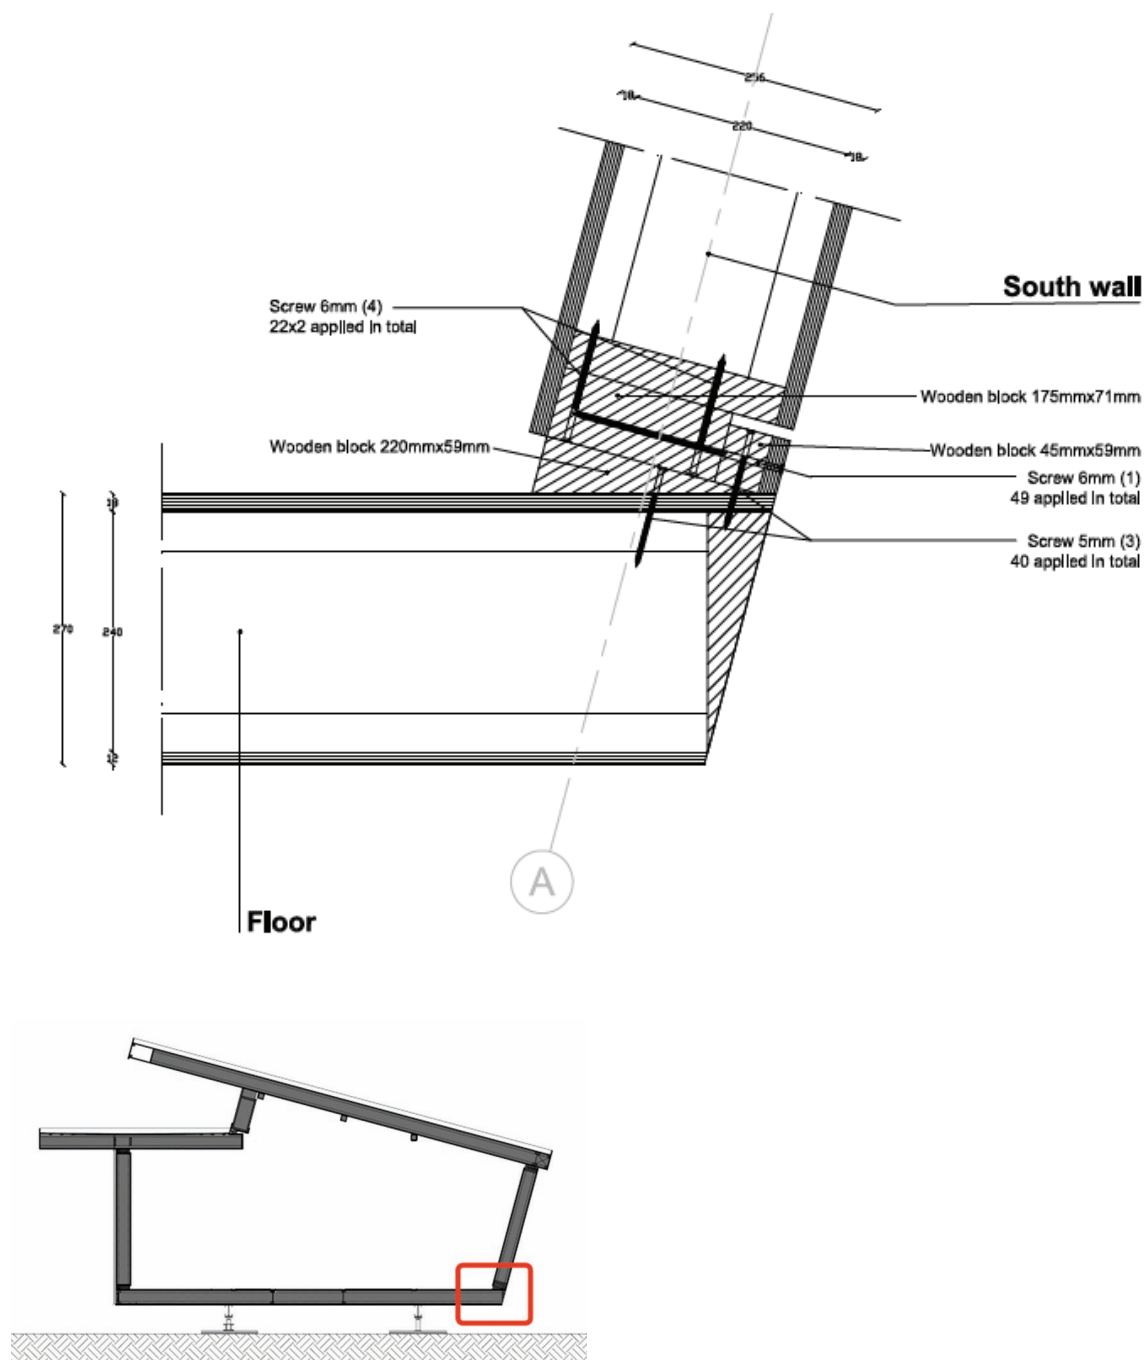 256
18
220
18
South wall
Screw 6mm (4)
22x2 applied in total
Wooden block 175mmx71mm
Wooden block 220mmx59mm
Wooden block 45mmx59mm
Screw 6mm (1)
49 applied in total
18
Screw 5mm (3)
40 applied in total
270
240
12
A
Floor